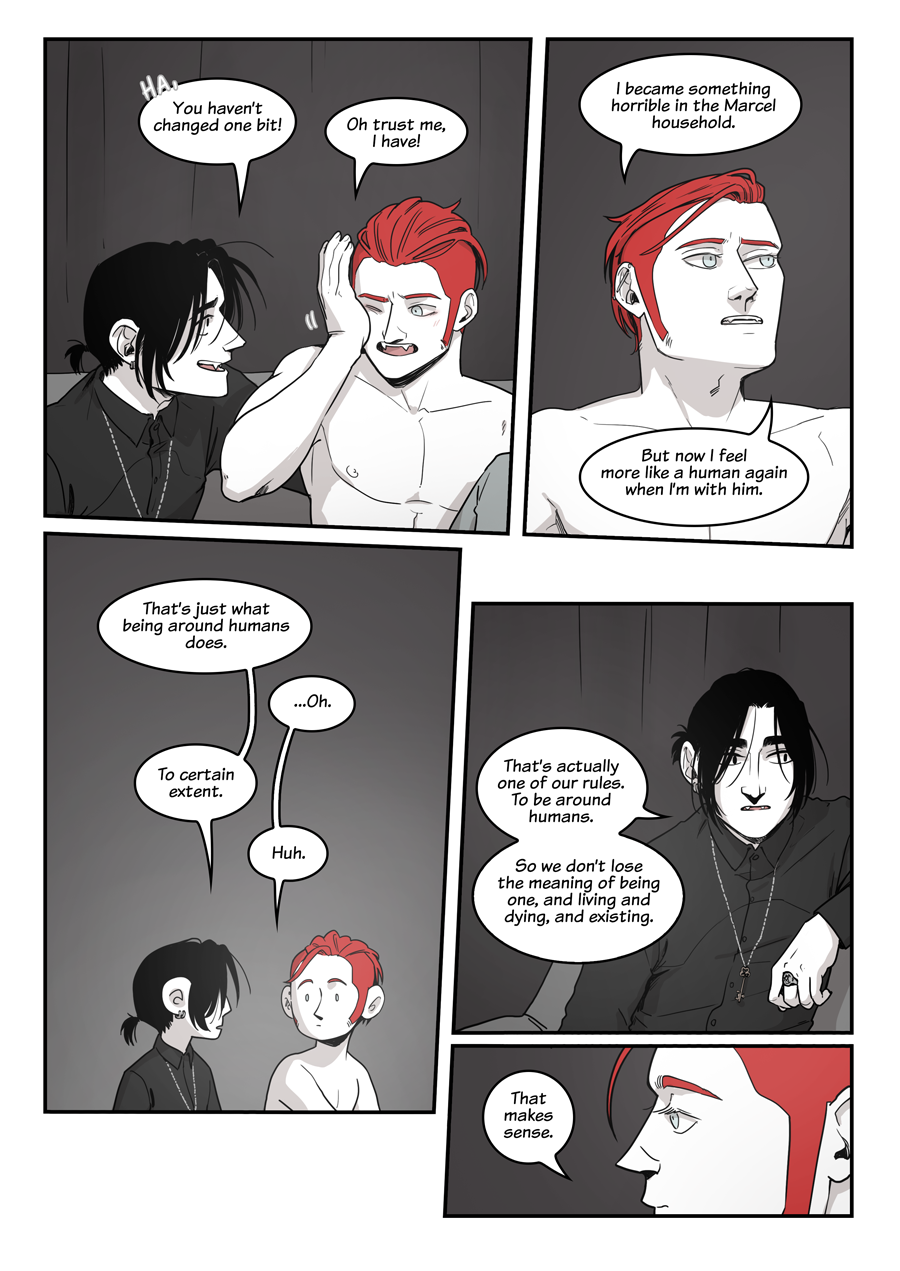 HA,
You haven't
changed one bit!
Oh trust me,
I have!
I became something
horrible in the Marcel
household.
But now I feel
more like a human again
when I'm with him.
That's just what
being around humans
does.
...Oh.
To certain
extent.
Huh.
That's actually
one of our rules.
To be around
humans.
So we don't lose
the meaning of being
one, and living and
dying, and existing.
That
makes
sense.